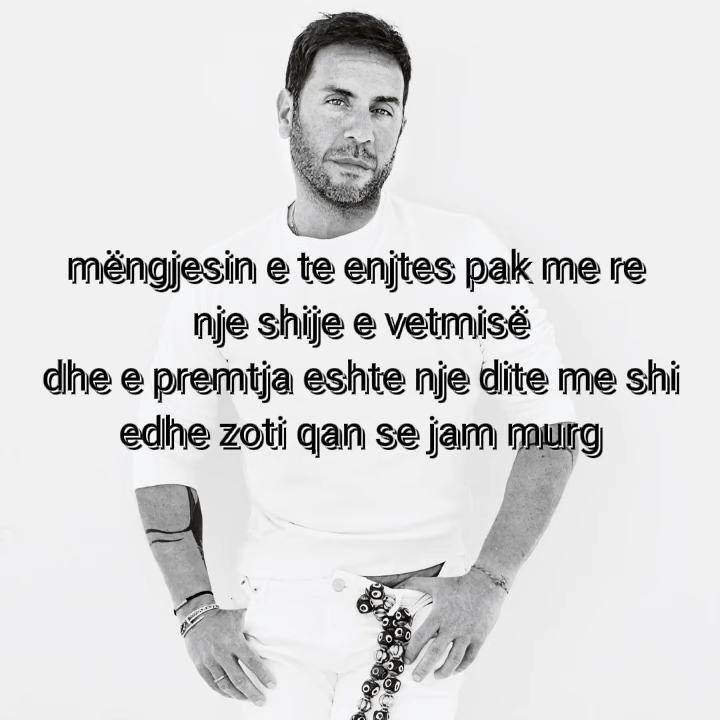 mëngjesin e te enjtes pak me re
nje shije e vetmisë
dhe e premtja eshte nje dite me shi
edhe zoti qan se jam murg